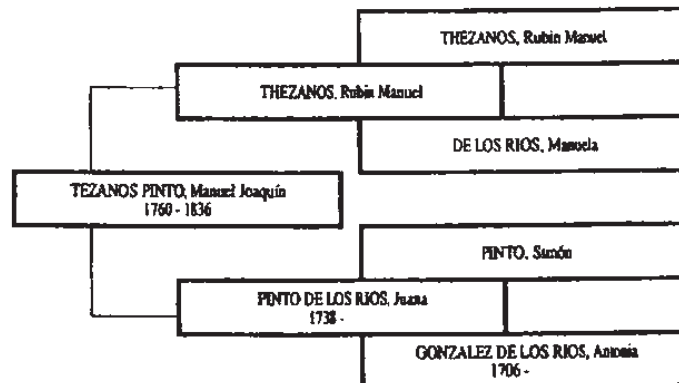 THEZANOS, Rubin Manuel
THEZANOS, Rubin Manuel
DE LOS RIOS, Manuela
TEZANOS PINTO, Manuel Joaquín
1760 - 1836
PINTO, Simón
PINTO DE LOS RIOS, Juana
1738 -
GONZALEZ DE LOS RIOS, Antonia
1706 -